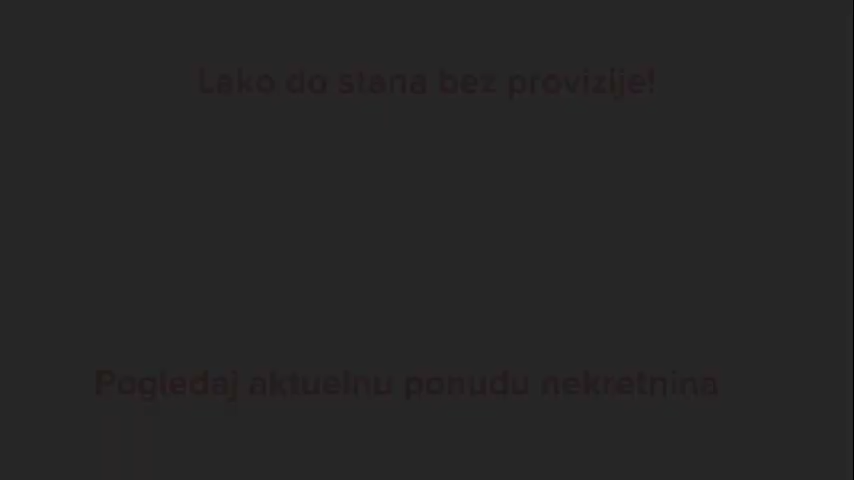 Lako do stana bez provizije!
Pogledaj aktuelnu ponudu nekretnina